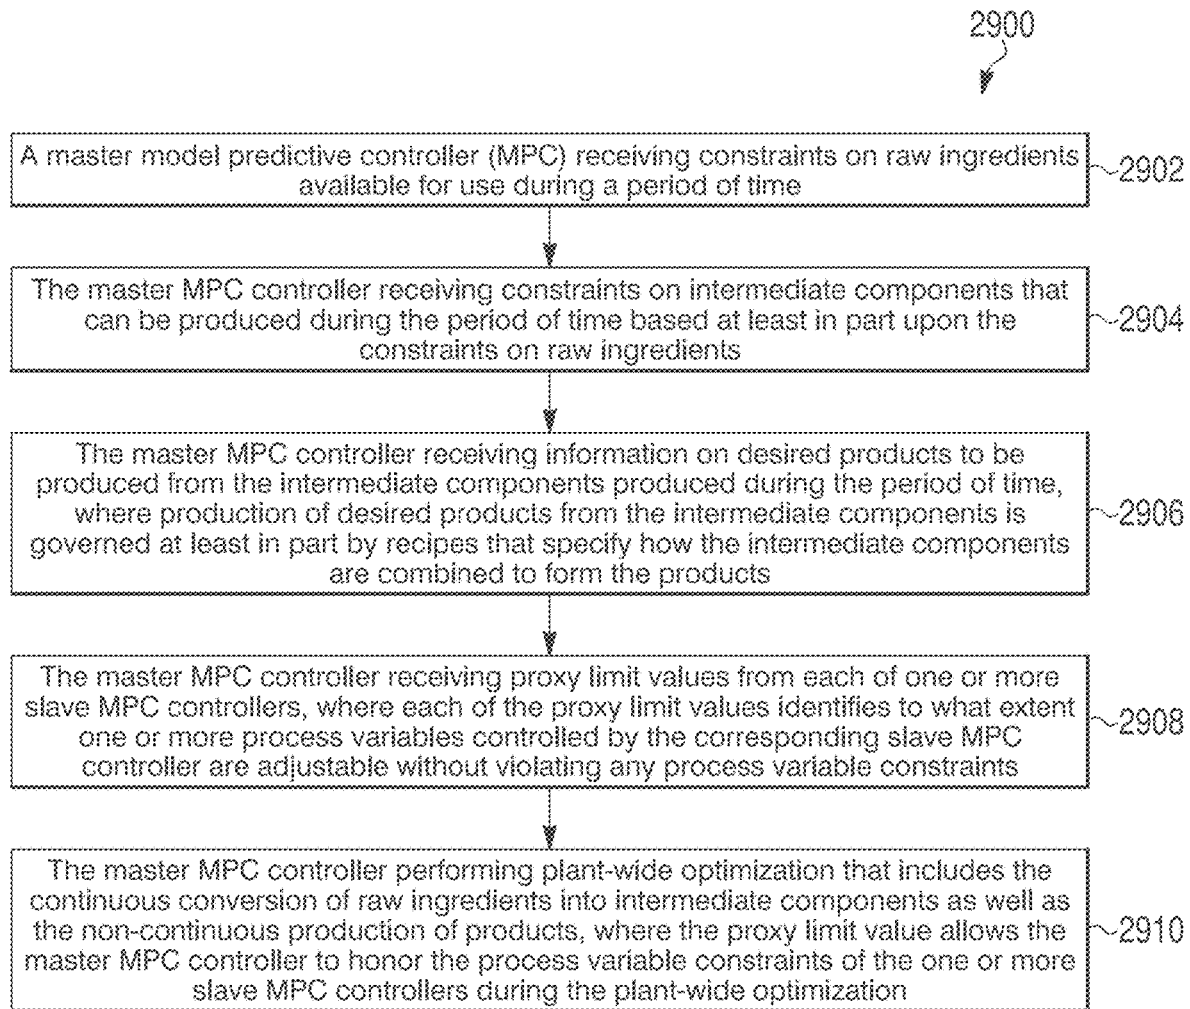 2900
A master model predictive controller (MPC) receiving constraints on raw ingredients
available for use during a period of time
2902
The master MPC controller receiving constraints on intermediate components that
can be produced during the period of time based at least in part upon the
constraints on raw ingredients
2904
The master MPC controller receiving information on desired products to be
produced from the intermediate components produced during the period of time,
where production of desired products from the intermediate components is
governed at least in part by recipes that specify how the intermediate components
are combined to form the products
2906
The master MPC controller receiving proxy limit values from each of one or more
slave MPC controllers, where each of the proxy limit values identifies to what extent
one or more process variables controlled by the corresponding slave MPC
controller are adjustable without violating any process variable constraints
2908
The master MPC controller performing plant-wide optimization that includes the
continuous conversion of raw ingredients into intermediate components as well as
the non-continuous production of products, where the proxy limit value allows the
master MPC controller to honor the process variable constraints of the one or more
slave MPC controllers during the plant-wide optimization
2910